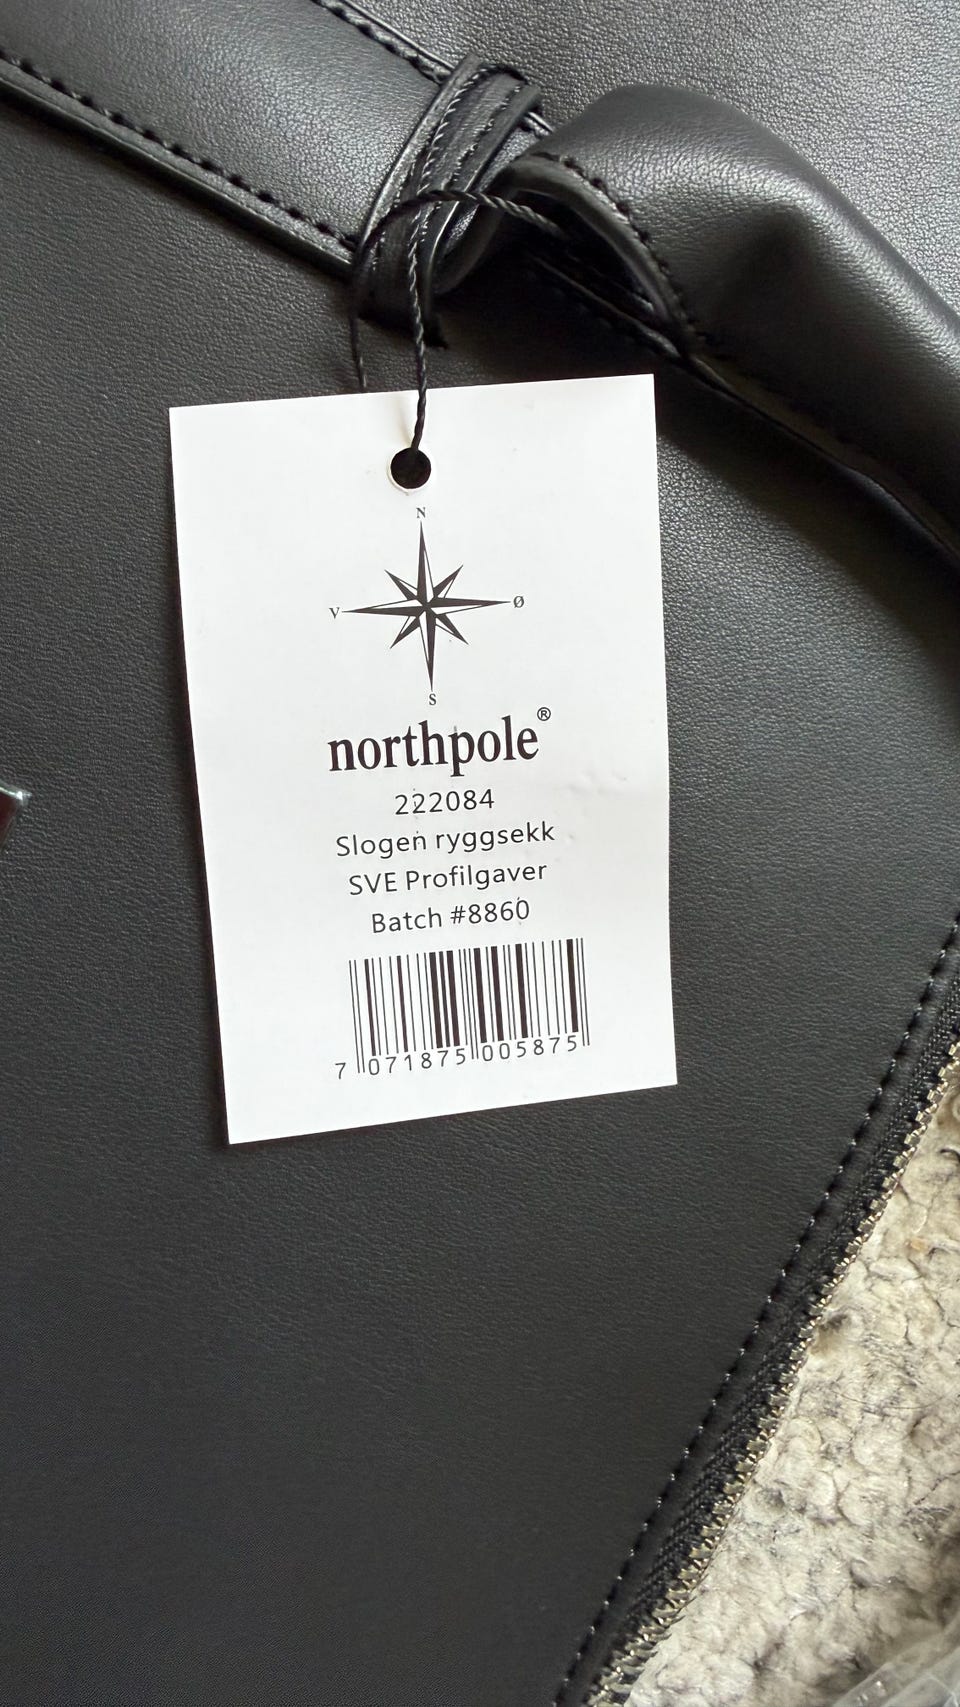 N
V Ø
S
northpole®
222084
Slogen ryggsekk
SVE Profilgaver
Batch #8860
7 071875 005875